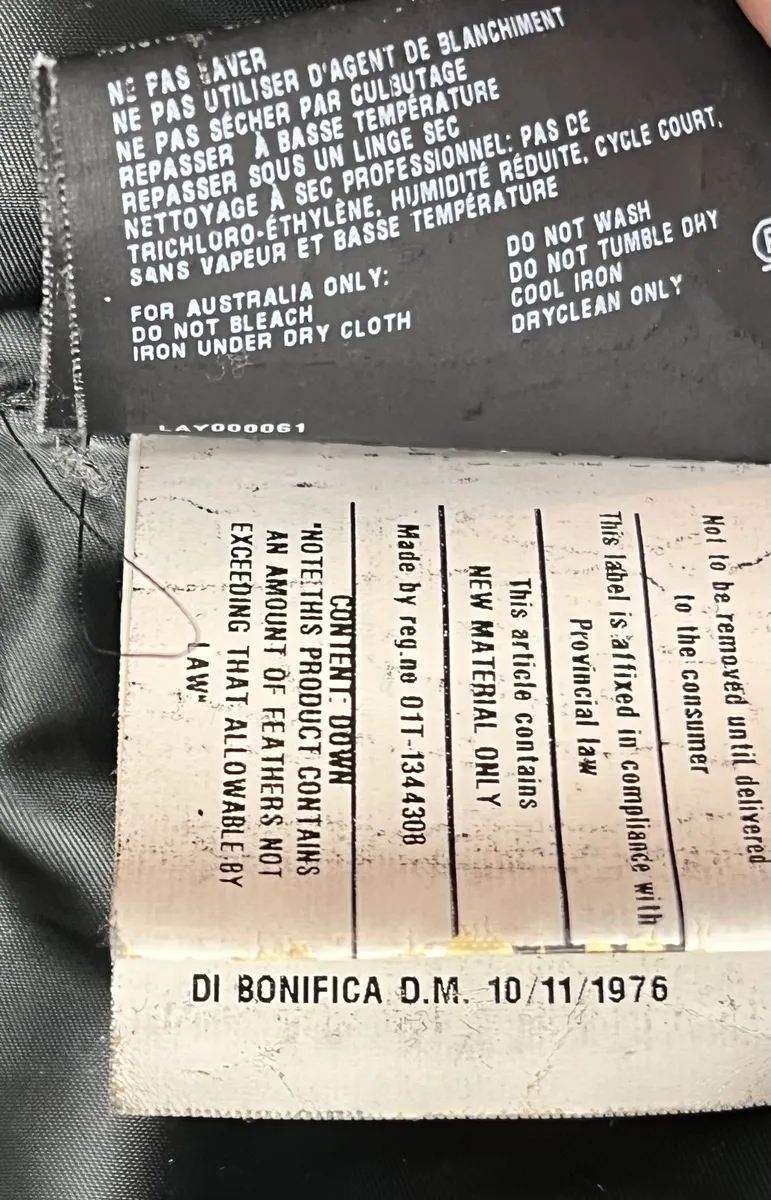 NE PAS LAVER
NE PAS UTILISER D'AGENT DE BLANCHIMENT
NE PAS SÉCHER PAR CULBUTAGE
REPASSER À BASSE TEMPÉRATURE
REPASSER SOUS UN LINGE SEC
NETTOYAGE À SEC PROFESSIONNEL: PAS DE
TRICHLORO-ÉTHYLÈNE, HUMIDITÉ RÉDUITE, CYCLE COURT,
SANS VAPEUR ET BASSE TEMPÉRATURE
FOR AUSTRALIA ONLY:
DO NOT BLEACH
IRON UNDER DRY CLOTH
DO NOT WASH
DO NOT TUMBLE DRY
COOL IRON
DRYCLEAN ONLY
LAY000061
Not to be removed until delivered
to the consumer
This label is affixed in compliance with
Provincial law
This article contains
NEW MATERIAL ONLY
Made by reg.no 01T-1344308
CONTENT: DOWN
"NOTE:THIS PRODUCT CONTAINS
AN AMOUNT OF FEATHERS NOT
EXCEEDING THAT ALLOWABLE BY
LAW"
DI BONIFICA D.M. 10/11/1976